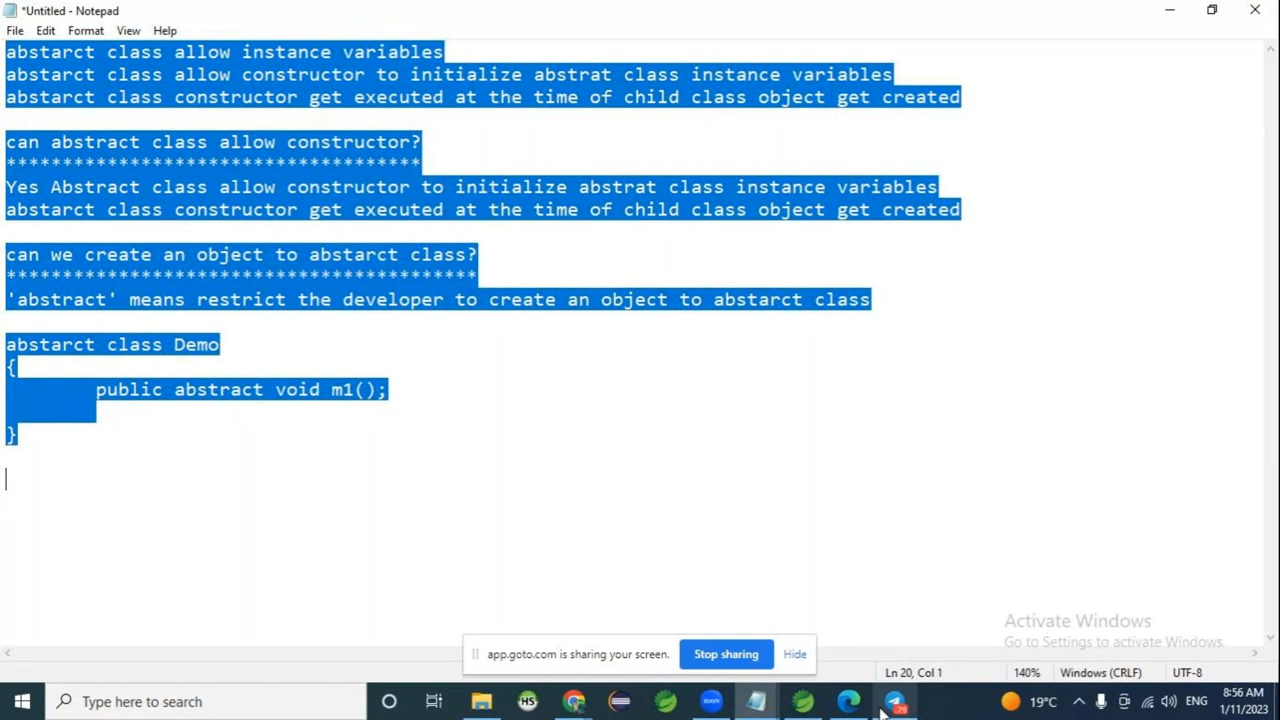 *Untitled - Notepad
File Edit Format View Help
abstarct class allow instance variables
abstarct class allow constructor to initialize abstrat class instance variables
abstarct class constructor get executed at the time of child class object get created
can abstract class allow constructor?
*************************************
Yes Abstract class allow constructor to initialize abstrat class instance variables
abstarct class constructor get executed at the time of child class object get created
can we create an object to abstarct class?
******************************************
'abstract' means restrict the developer to create an object to abstarct class
abstarct class Demo
{
public abstract void m1();
}
Activate Windows
Go to Settings to activate Windows.
app.goto.com is sharing your screen. Stop sharing Hide
Ln 20, Col 1 140% Windows (CRLF) UTF-8
Type here to search HS zoom 19°C ENG 8:56 AM
1/11/2023